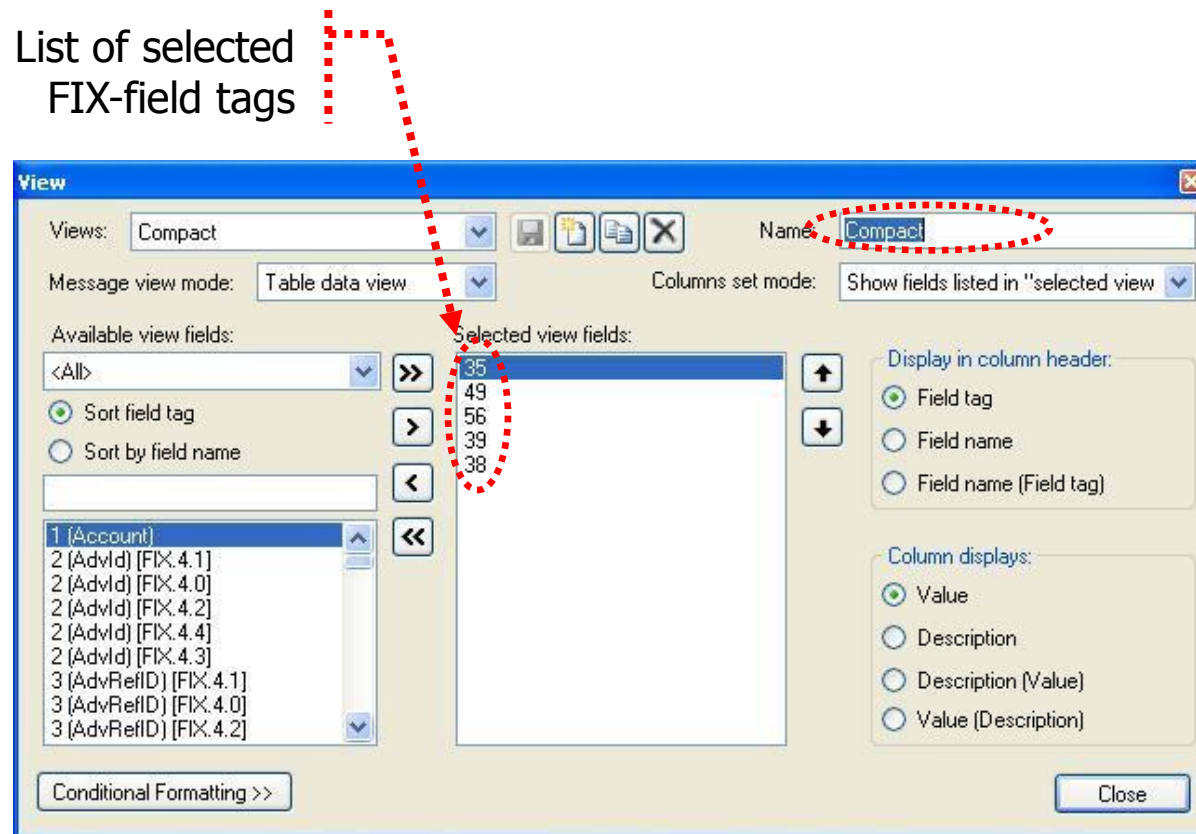 List of selected
FIX-field tags
View
Views: Compact Name: Compact
Message view mode: Table data view Columns set mode: Show fields listed in "selected view
Available view fields: Selected view fields:
<All>
Sort field tag
Sort by field name
1 (Account)
2 (AdvId) [FIX.4.1]
2 (AdvId) [FIX.4.0]
2 (AdvId) [FIX.4.2]
2 (AdvId) [FIX.4.4]
2 (AdvId) [FIX.4.3]
3 (AdvRefID) [FIX.4.1]
3 (AdvRefID) [FIX.4.0]
3 (AdvRefID) [FIX.4.2]
>>
>
<
<<
35
49
56
39
38
Display in column header:
Field tag
Field name
Field name (Field tag)
Column displays:
Value
Description
Description (Value)
Value (Description)
Conditional Formatting >> Close